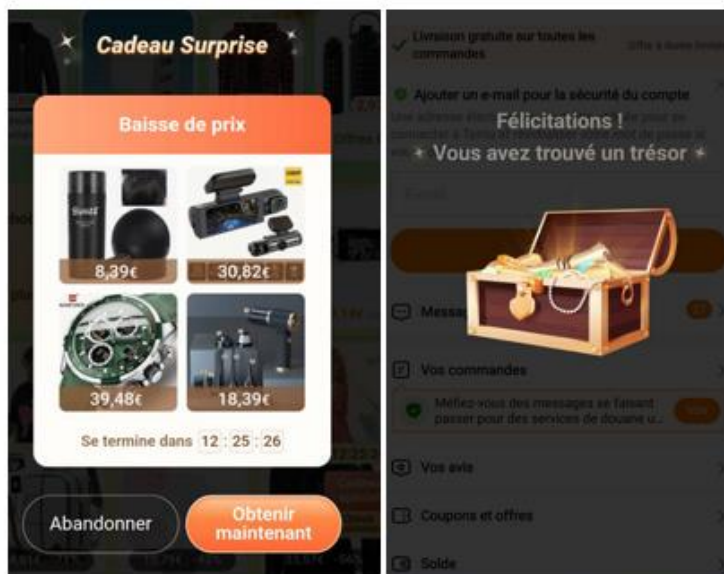 Cadeau Surprise
Baisse de prix
8,39€
30,82€
39,48€
18,39€
Se termine dans 12 : 25 : 26
Abandonner
Obtenir
maintenant
Livraison gratuite sur toutes les
commandes
Ajouter un e-mail pour la sécurité du compte
Félicitations !
Vous avez trouvé un trésor
Vos commandes
Méfiez-vous des messages se faisant
passer pour des services de douane u...
Vos avis
Coupons et offres
Solde